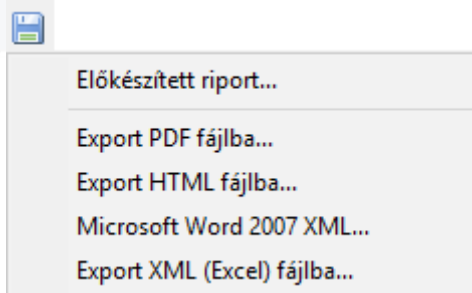 Előkészített riport...
Export PDF fájlba...
Export HTML fájlba...
Microsoft Word 2007 XML...
Export XML (Excel) fájlba...